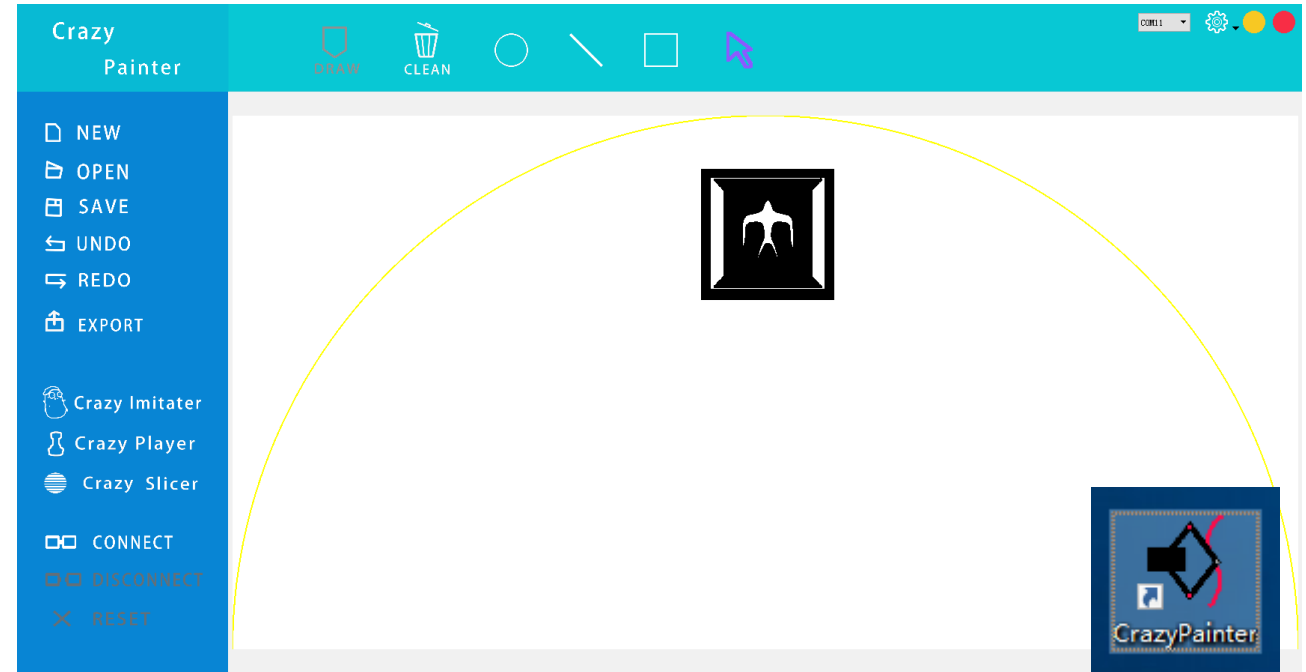 Crazy
Painter
DRAW
CLEAN
COM11
NEW
OPEN
SAVE
UNDO
REDO
EXPORT
Crazy Imitater
Crazy Player
Crazy Slicer
CONNECT
DISCONNECT
RESET
CrazyPainter